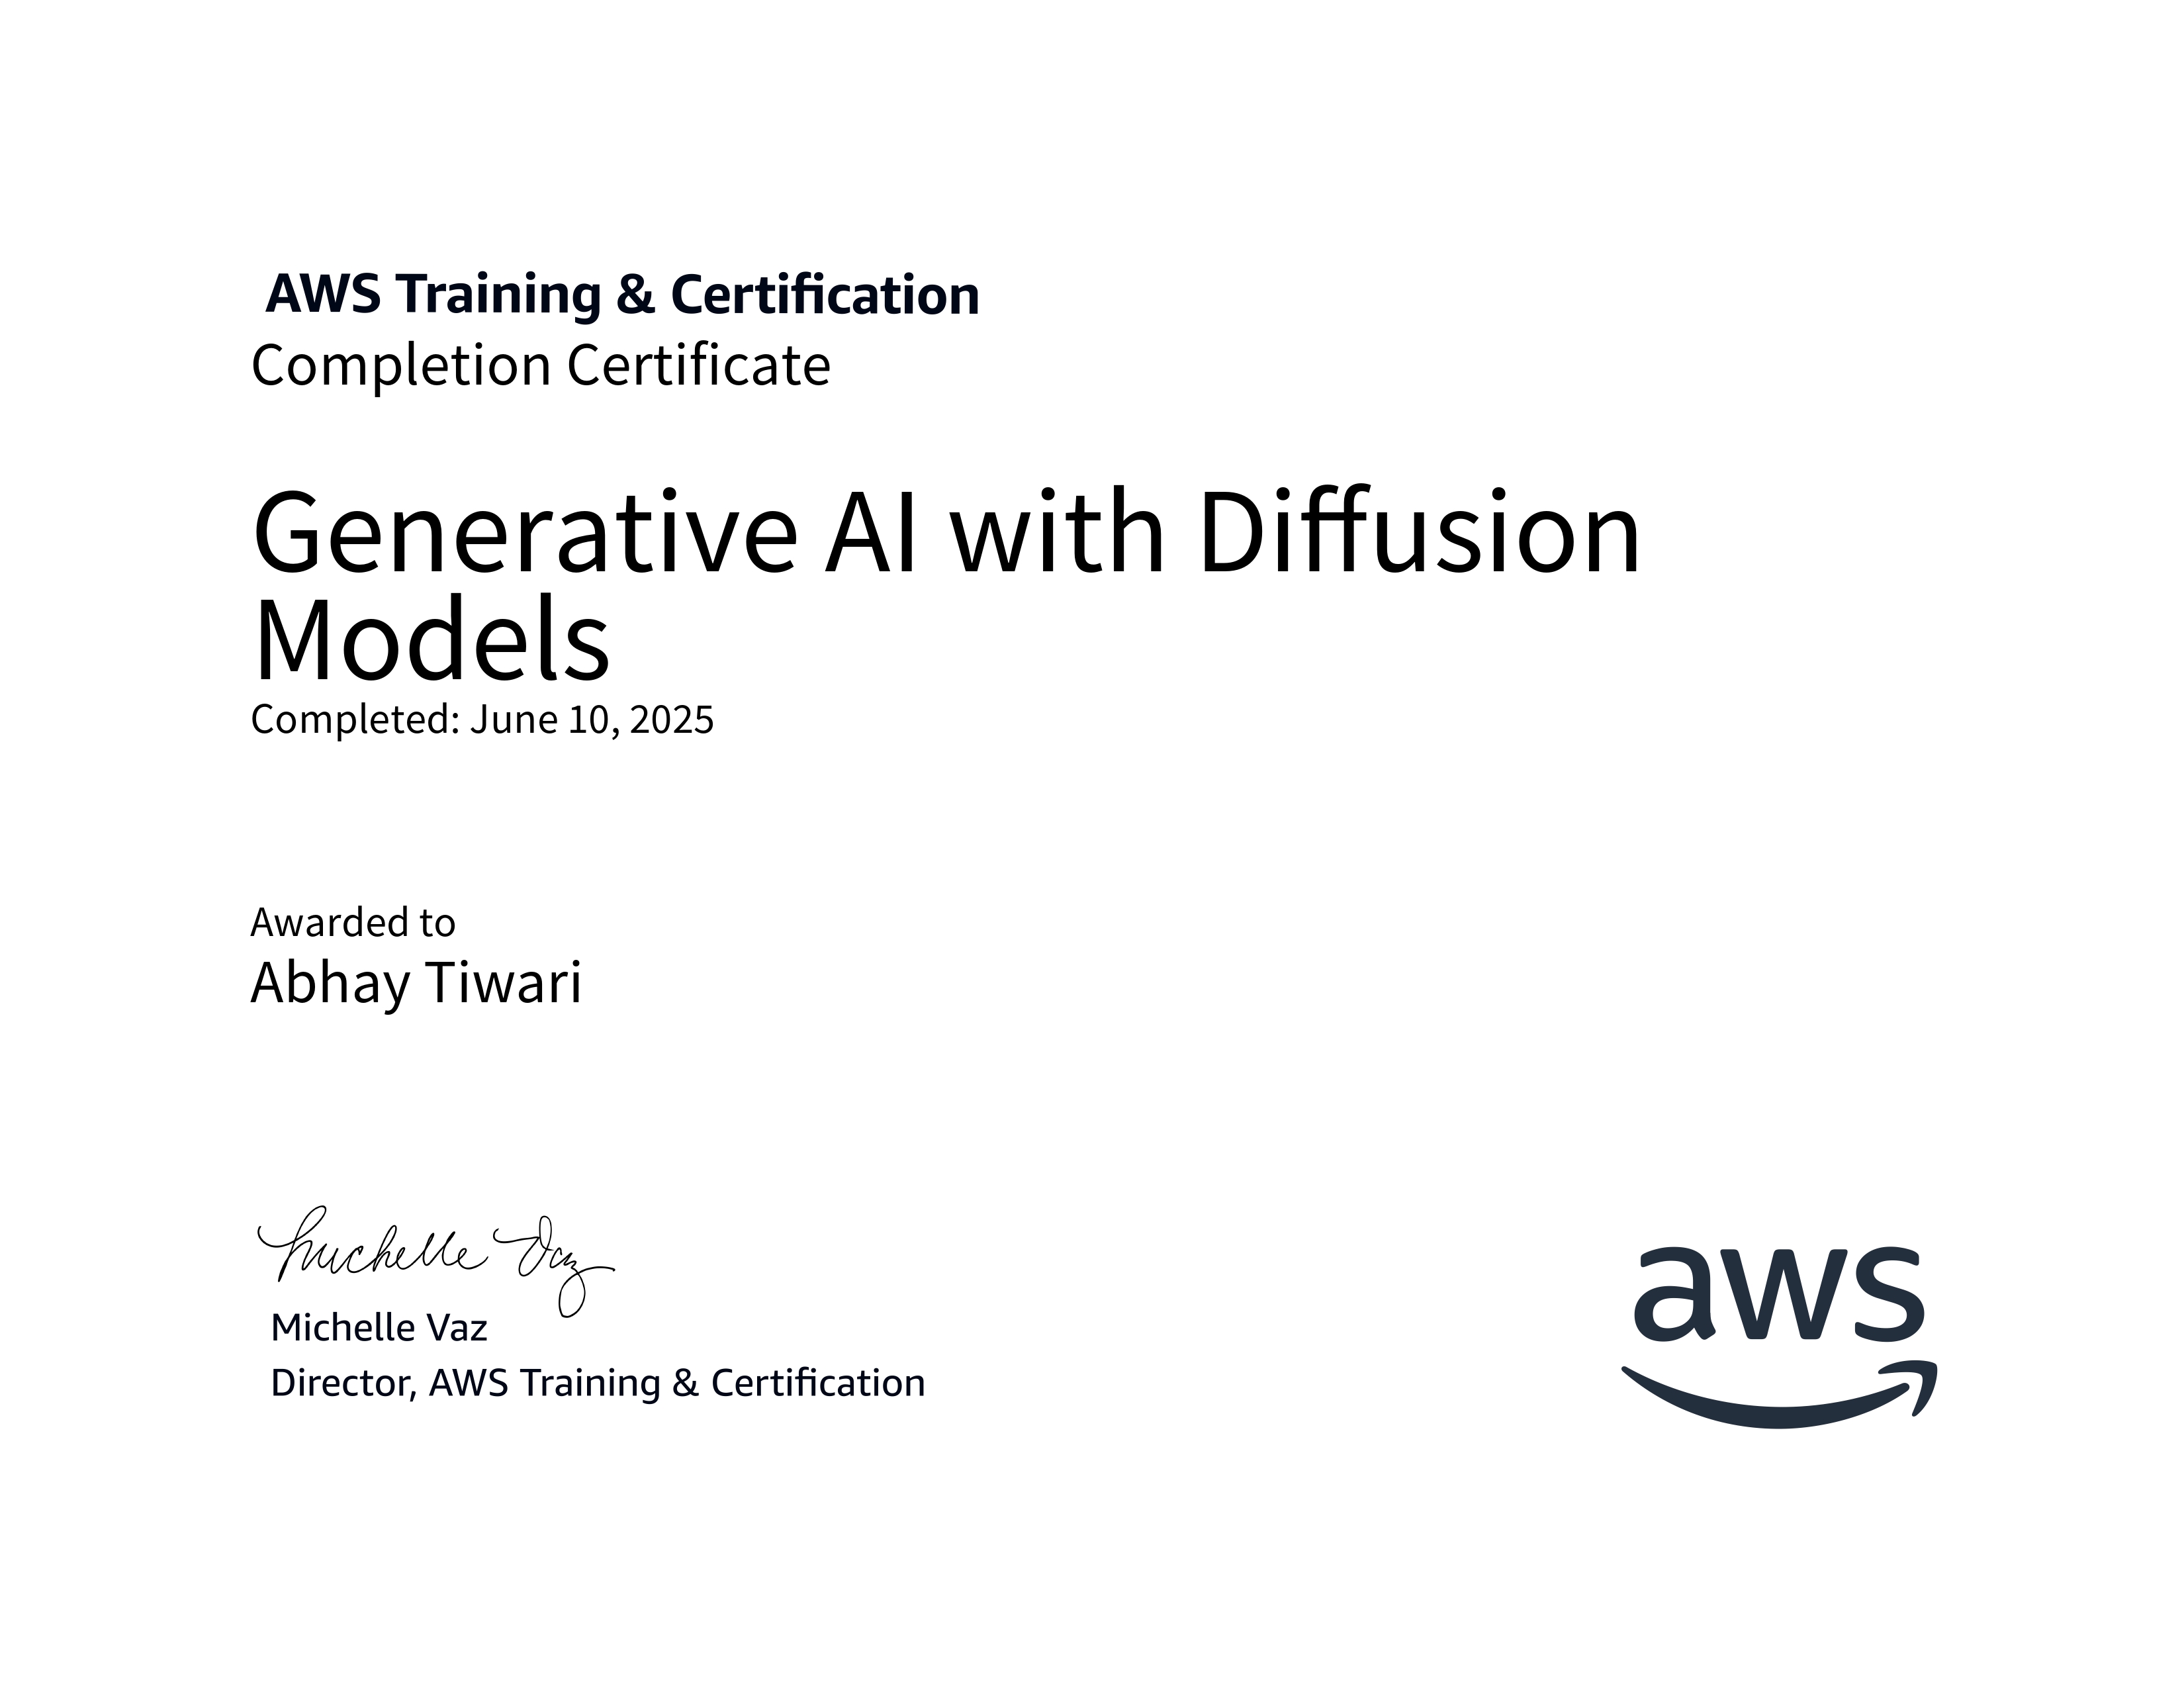 AWS Training & Certification
Completion Certificate
Generative AI with Diffusion
Models
Completed: June 10, 2025
Awarded to
Abhay Tiwari
Michelle Vaz
Michelle Vaz
Director, AWS Training & Certification
aws